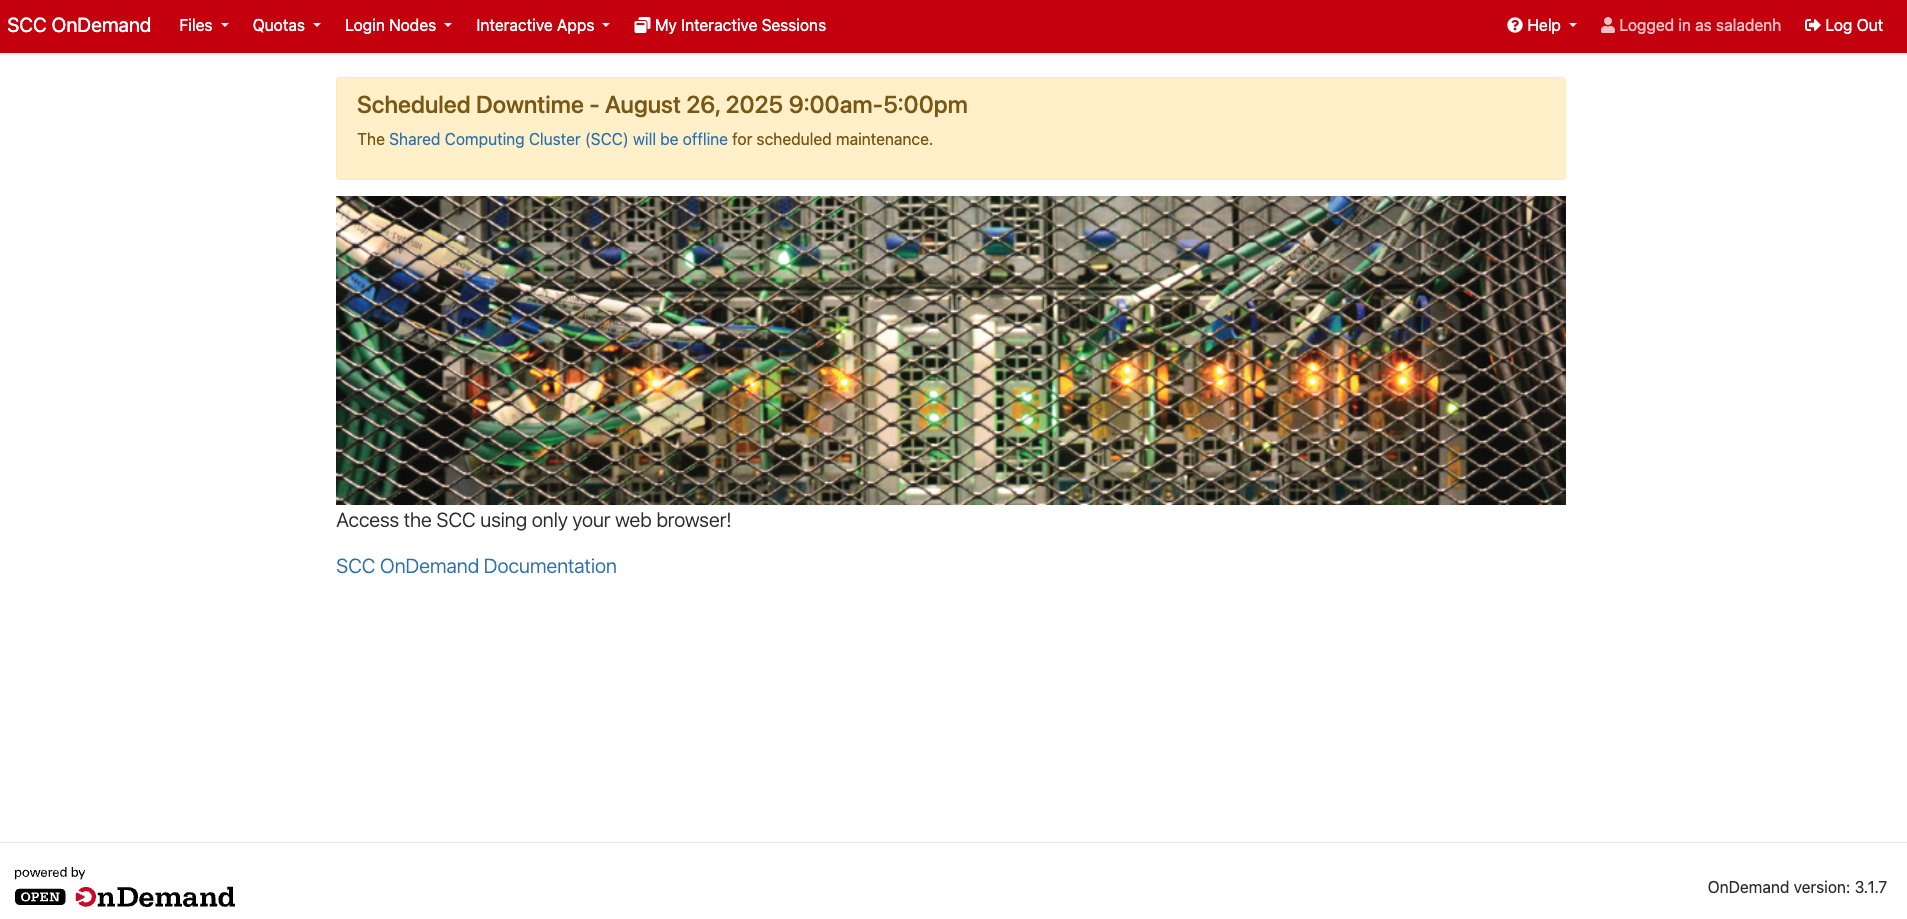 SCC OnDemand Files Quotas Login Nodes Interactive Apps My Interactive Sessions Help Logged in as saladenh Log Out
Scheduled Downtime - August 26, 2025 9:00am-5:00pm
The Shared Computing Cluster (SCC) will be offline for scheduled maintenance.
Access the SCC using only your web browser!
SCC OnDemand Documentation
powered by
OPEN OnDemand
OnDemand version: 3.1.7